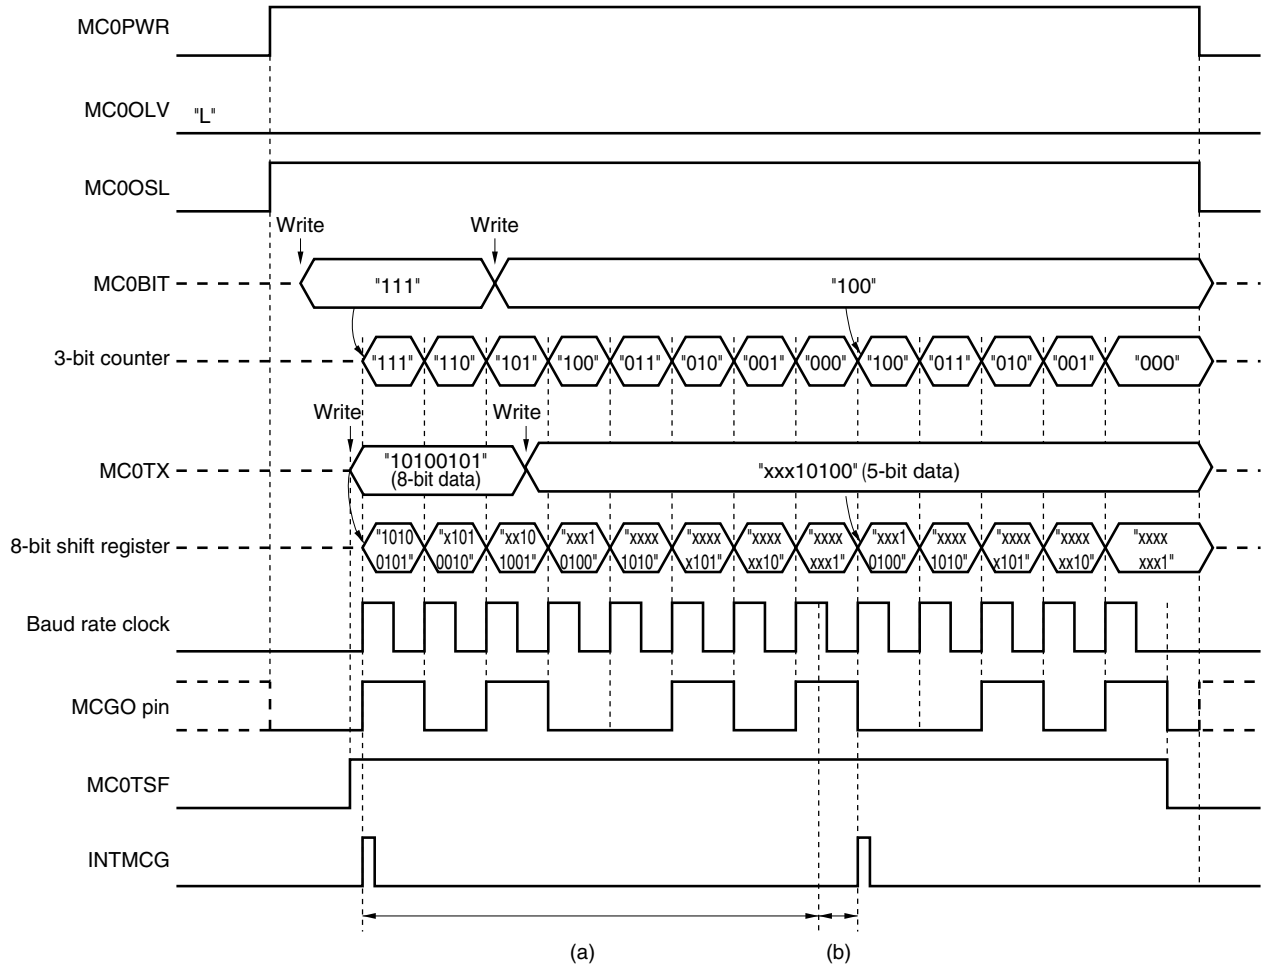 MC0PWR
MC0OLV "L"
MC0OSL
Write Write
MC0BIT "111" "100"
3-bit counter "111" "110" "101" "100" "011" "010" "001" "000" "100" "011" "010" "001" "000"
Write Write
MC0TX "10100101" "xxx10100" (5-bit data)
(8-bit data)
8-bit shift register "1010 "x101 "xx10 "xxx1 "xxxx "xxxx "xxxx "xxxx "xxx1 "xxxx "xxxx "xxxx "xxxx
0101" 0010" 1001" 0100" 1010" x101" xx10" xxx1" 0100" 1010" x101" xx10" xxx1"
Baud rate clock
MCGO pin
MC0TSF
INTMCG
(a) (b)